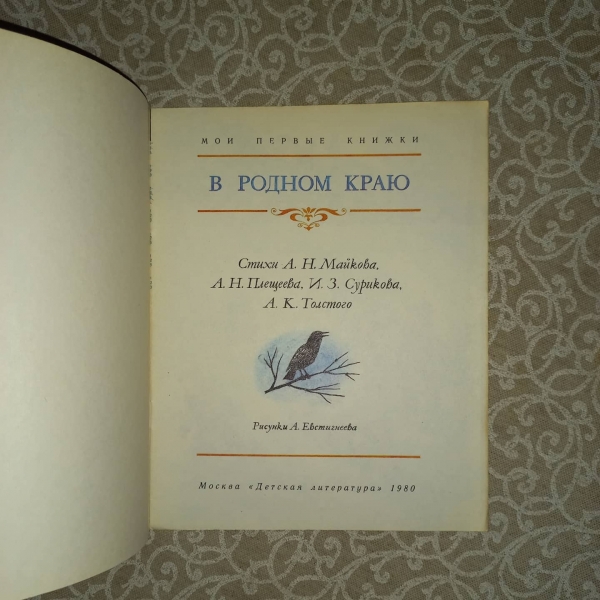 МОИ ПЕРВЫЕ КНИЖКИ
В РОДНОМ КРАЮ
Стихи А. Н. Майкова,
А. Н. Плещеева, И. З. Сурикова,
А. К. Толстого
Рисунки А. Евстигнеева
Москва «Детская литература» 1980